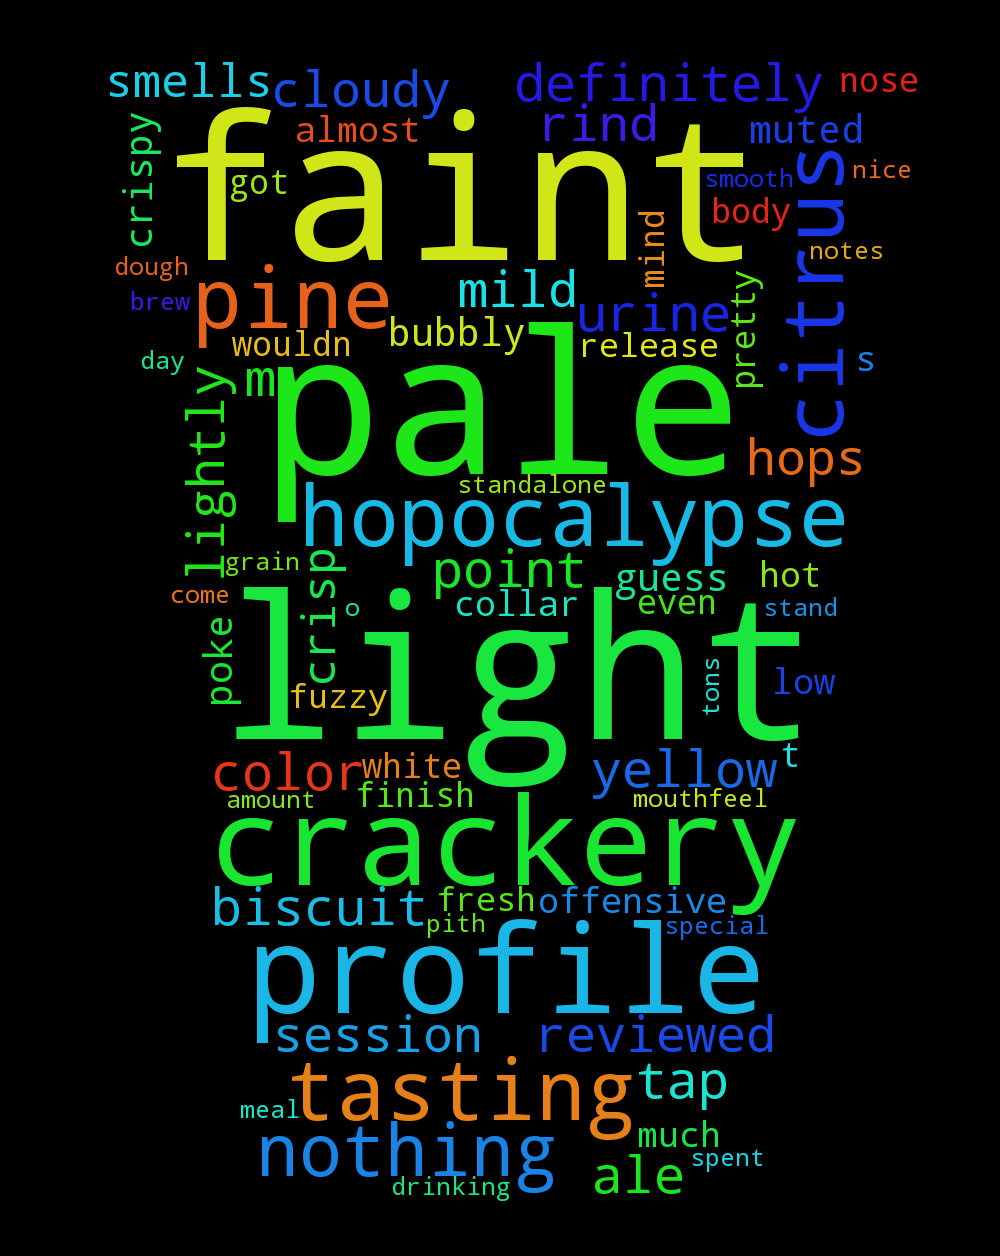 smells cloudy definitely nose
crispy almost rind muted
faint
got smooth nice
body citrus
mind notes
dough pine mild
brew bubbly urine pretty
wouldn release
day m s
pale
lightly hops
standalone
hopocalypse
grain crisp point guess hot
come o collar even stand
light
poke fuzzy tons low
color white yellow t
amount finish mouthfeel
crackery
biscuit fresh offensive
pith special
profile
session reviewed
tasting tap
meal
nothing much
ale spent
drinking